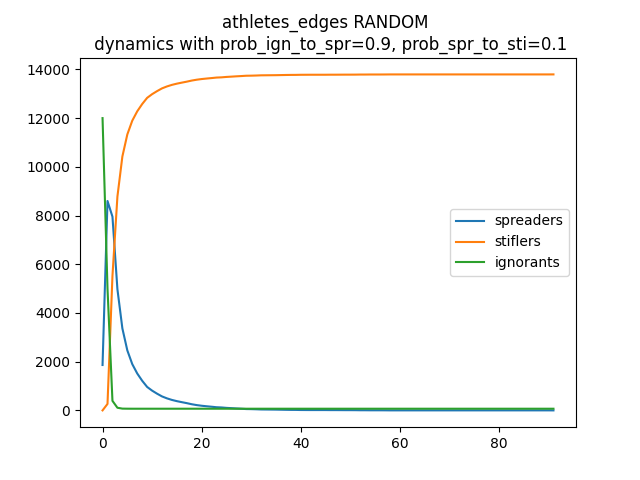 athletes_edges RANDOM
dynamics with prob_ign_to_spr=0.9, prob_spr_to_sti=0.1
14000
12000
10000
8000
6000
4000
2000
0
spreaders
stiflers
ignorants
0 20 40 60 80